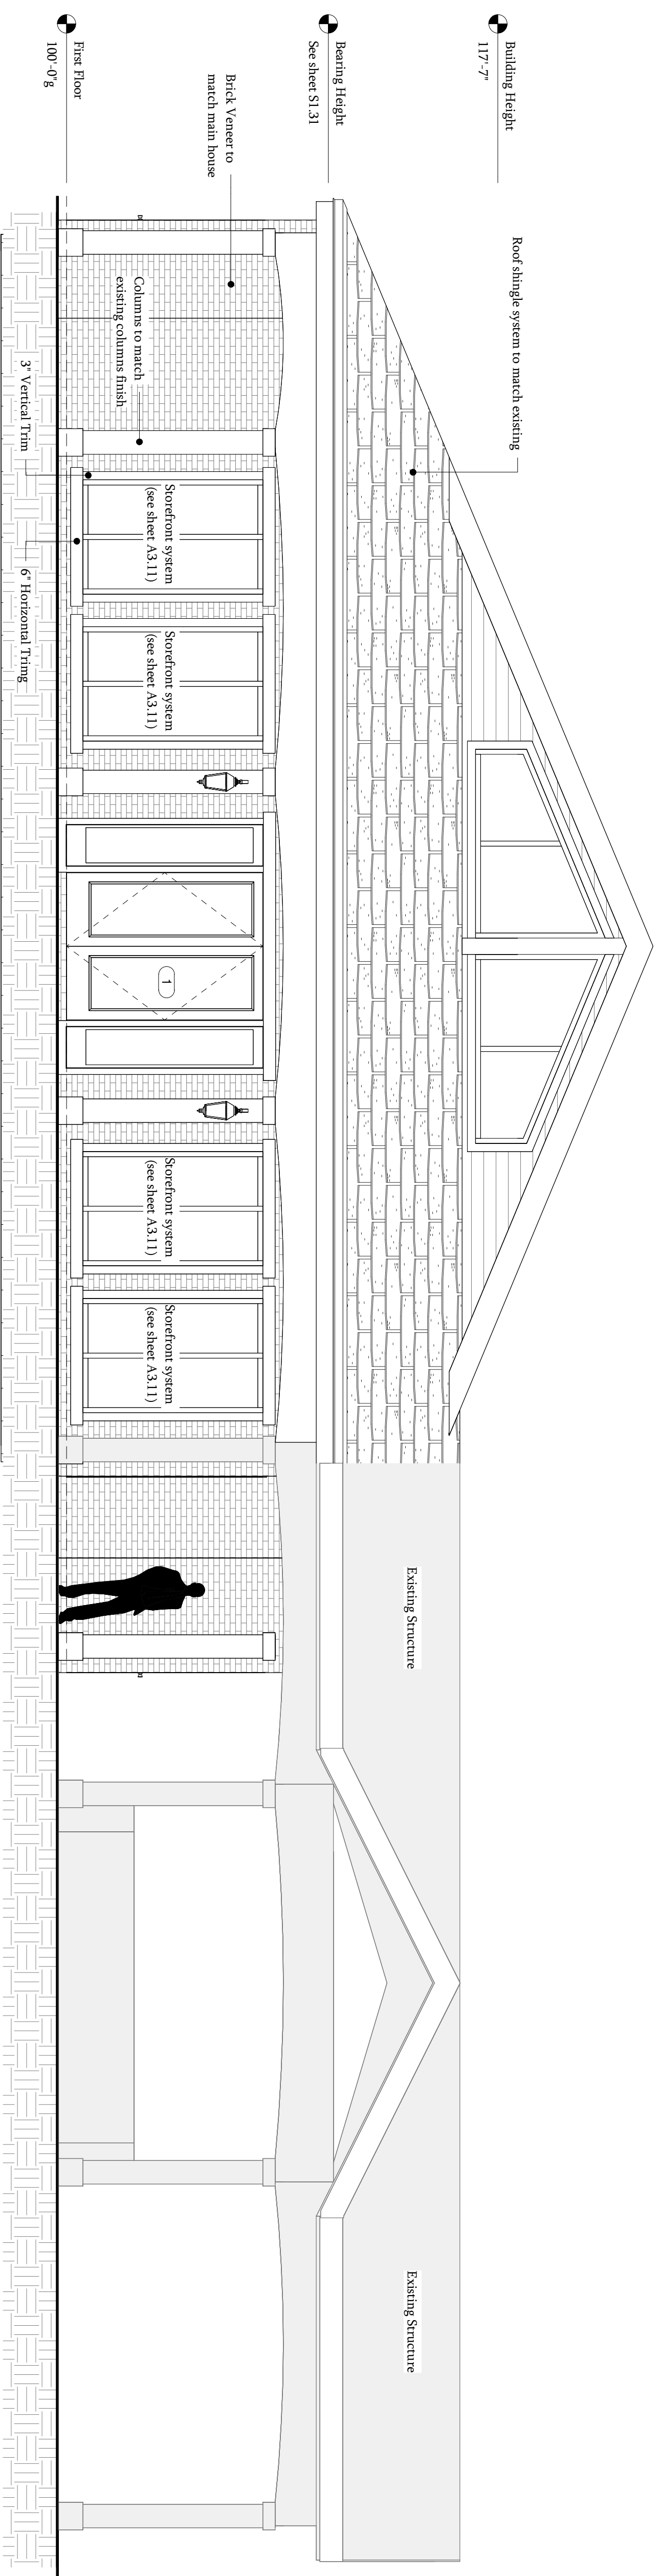 Building Height
117'-7"
Bearing Height
See sheet S1.31
First Floor
100'-0"g
Roof shingle system to match existing
Brick Veneer to
match main house
Columns to match
existing columns finish
3" Vertical Trim
6" Horizontal Trimg
Storefront system
(see sheet A3.11)
Storefront system
(see sheet A3.11)
1
Storefront system
(see sheet A3.11)
Storefront system
(see sheet A3.11)
Existing Structure
Existing Structure